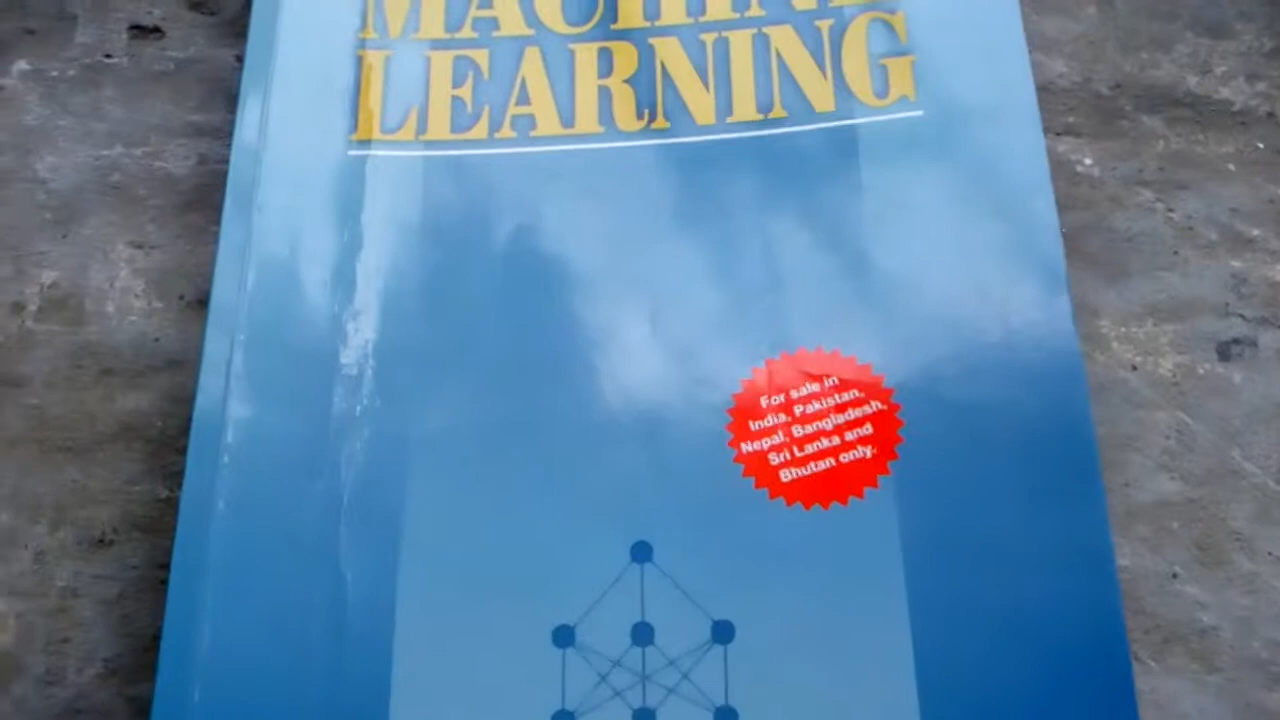 MACHINE
LEARNING
For sale in
India, Pakistan,
Nepal, Bangladesh,
Sri Lanka and
Bhutan only.